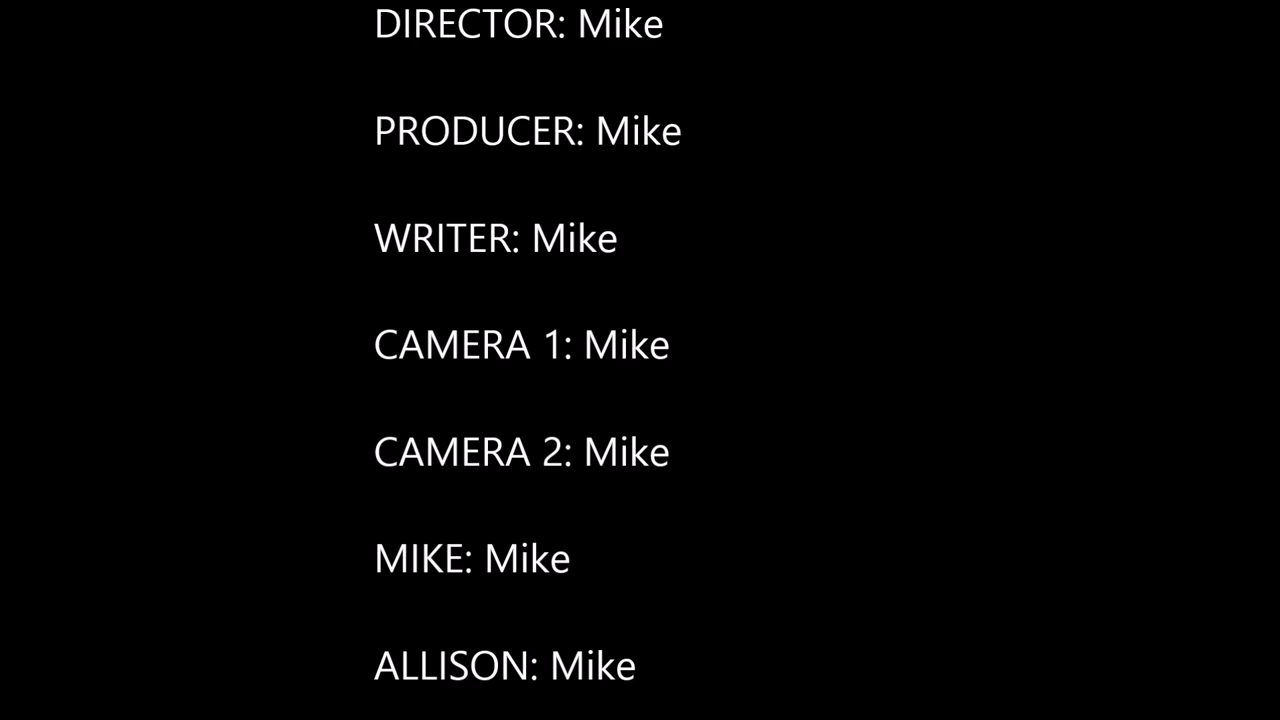 DIRECTOR: Mike
PRODUCER: Mike
WRITER: Mike
CAMERA 1: Mike
CAMERA 2: Mike
MIKE: Mike
ALLISON: Mike